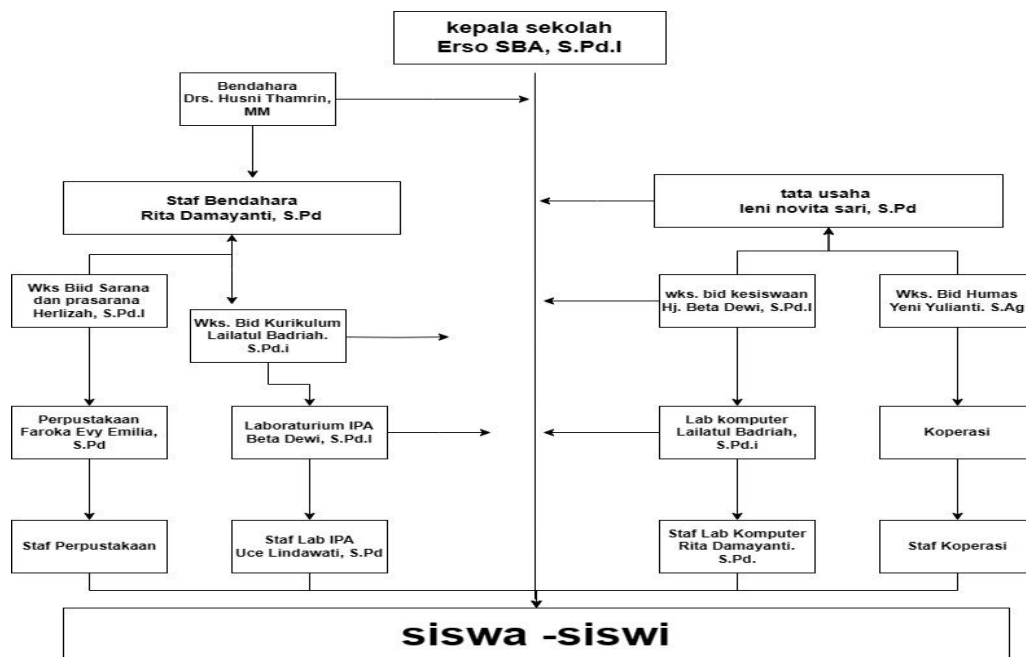 kepala sekolah
Erso SBA, S.Pd.I
Bendahara
Drs. Husni Thamrin,
MM
Staf Bendahara
Rita Damayanti, S.Pd
tata usaha
leni novita sari, S.Pd
Wks Biid Sarana
dan prasarana
Herlizah, S.Pd.I
Wks. Bid Kurikulum
Lailatul Badriah.
S.Pd.i
wks. bid kesiswaan
Hj. Beta Dewi, S.Pd.I
Wks. Bid Humas
Yeni Yulianti. S.Ag
Perpustakaan
Faroka Evy Emilia,
S.Pd
Laboraturium IPA
Beta Dewi, S.Pd.I
Lab komputer
Lailatul Badriah,
S.Pd.i
Koperasi
Staf Perpustakaan
Staf Lab IPA
Uce Lindawati, S.Pd
Staf Lab Komputer
Rita Damayanti.
S.Pd.
Staf Koperasi
siswa -siswi